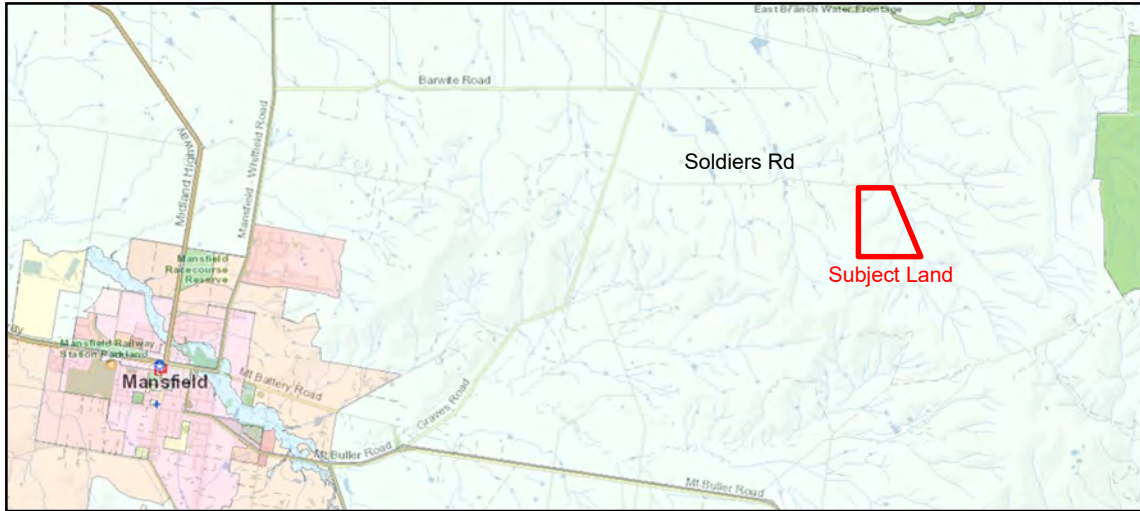 East Branch Water Frontage
Barwite Road
Midland Highway
Mansfield - Whitfield Road
Soldiers Rd
Subject Land
Mansfield
Racecourse
Reserve
Mansfield Railway
Station Parkland
Mansfield
Mt Battery Road
Graves Road
Mt Buller Road
Mt Buller Road